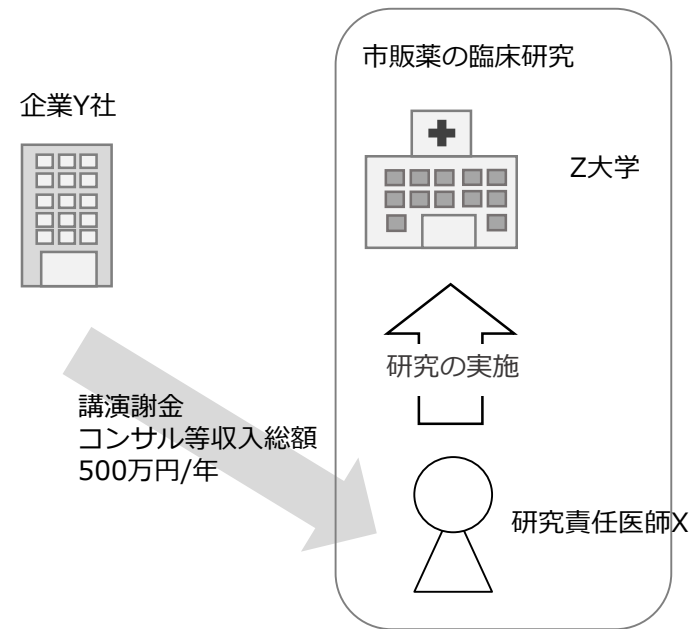 市販薬の臨床研究
企業Y社
Z大学
研究の実施
講演謝金
コンサル等収入総額
500万円/年
研究責任医師X